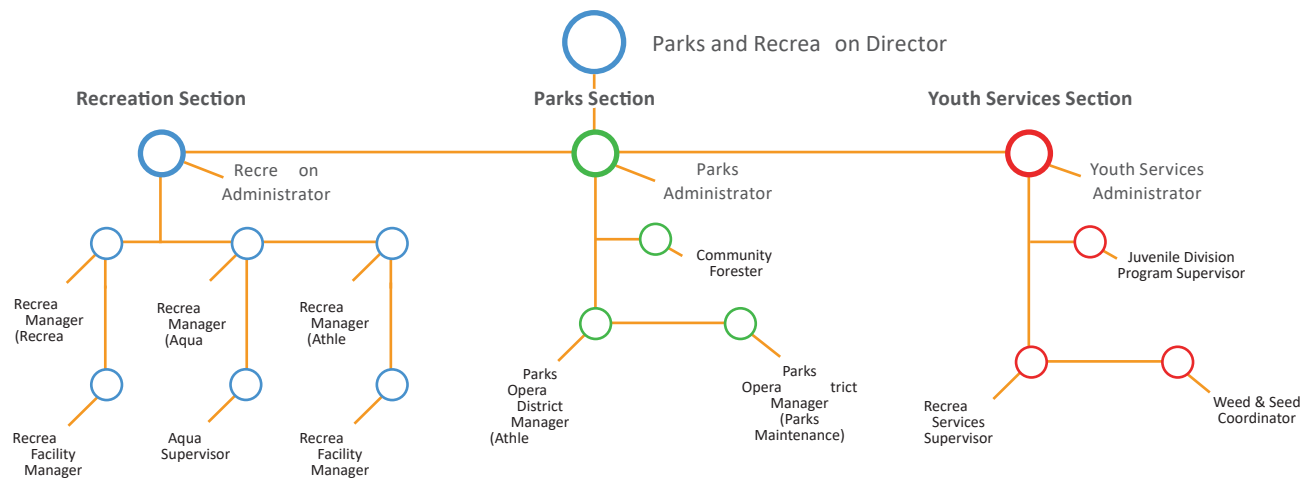 Parks and Recrea on Director
Recreation Section
Parks Section
Youth Services Section
Recre on
Administrator
Parks
Administrator
Youth Services
Administrator
Community
Forester
Juvenile Division
Program Supervisor
Recrea
Manager
(Recrea
Recrea
Manager
(Aqua
Recrea
Manager
(Athle
Parks
Opera
District
Manager
(Athle
Parks
Opera trict
Manager
(Parks
Maintenance)
Recrea
Services
Supervisor
Weed & Seed
Coordinator
Recrea
Facility
Manager
Aqua
Supervisor
Recrea
Facility
Manager